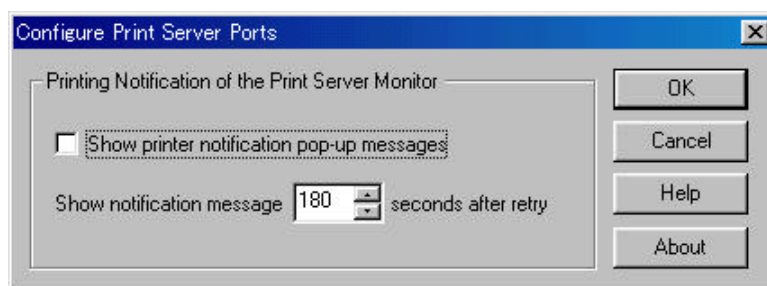 Configure Print Server Ports
Printing Notification of the Print Server Monitor
Show printer notification pop-up messages
Show notification message 180 seconds after retry
OK
Cancel
Help
About